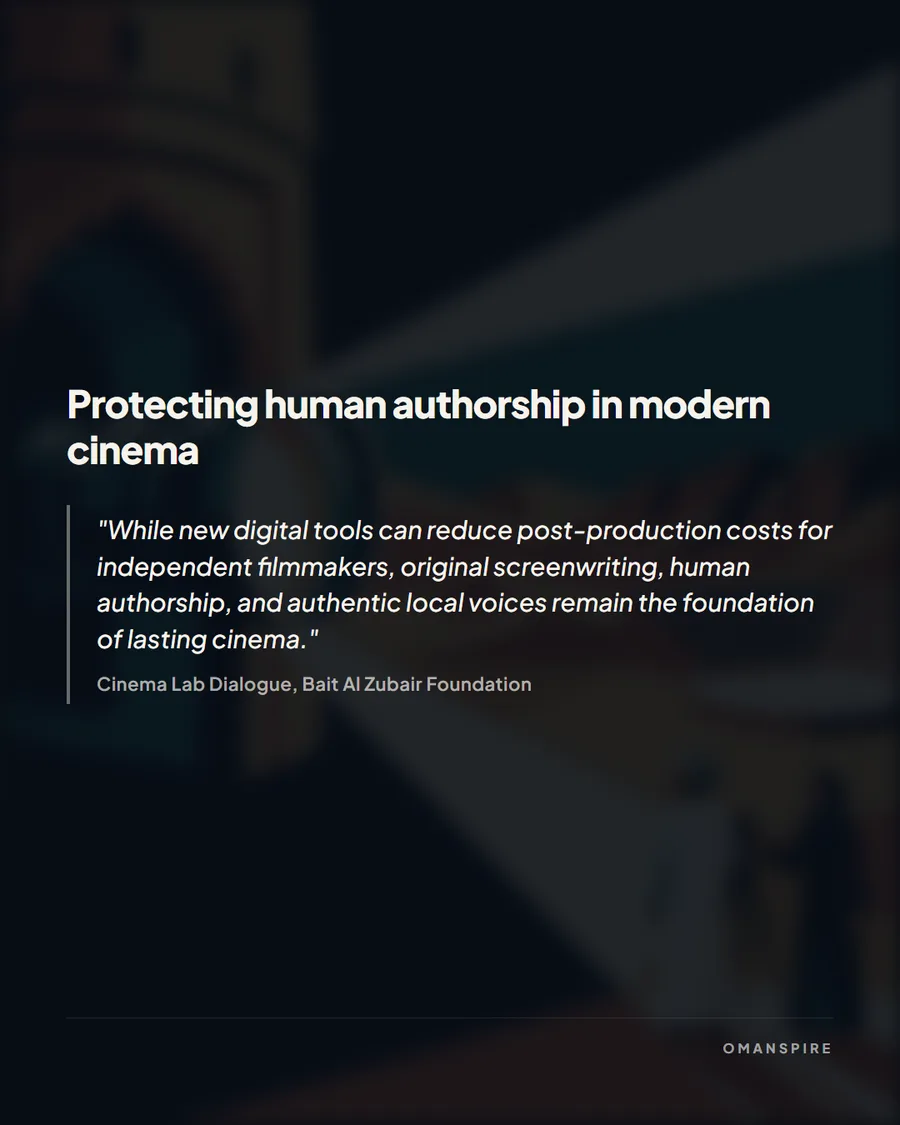 Protecting human authorship in modern
cinema
"While new digital tools can reduce post-production costs for
independent filmmakers, original screenwriting, human
authorship, and authentic local voices remain the foundation
of lasting cinema."
Cinema Lab Dialogue, Bait Al Zubair Foundation
OMANSPIRE